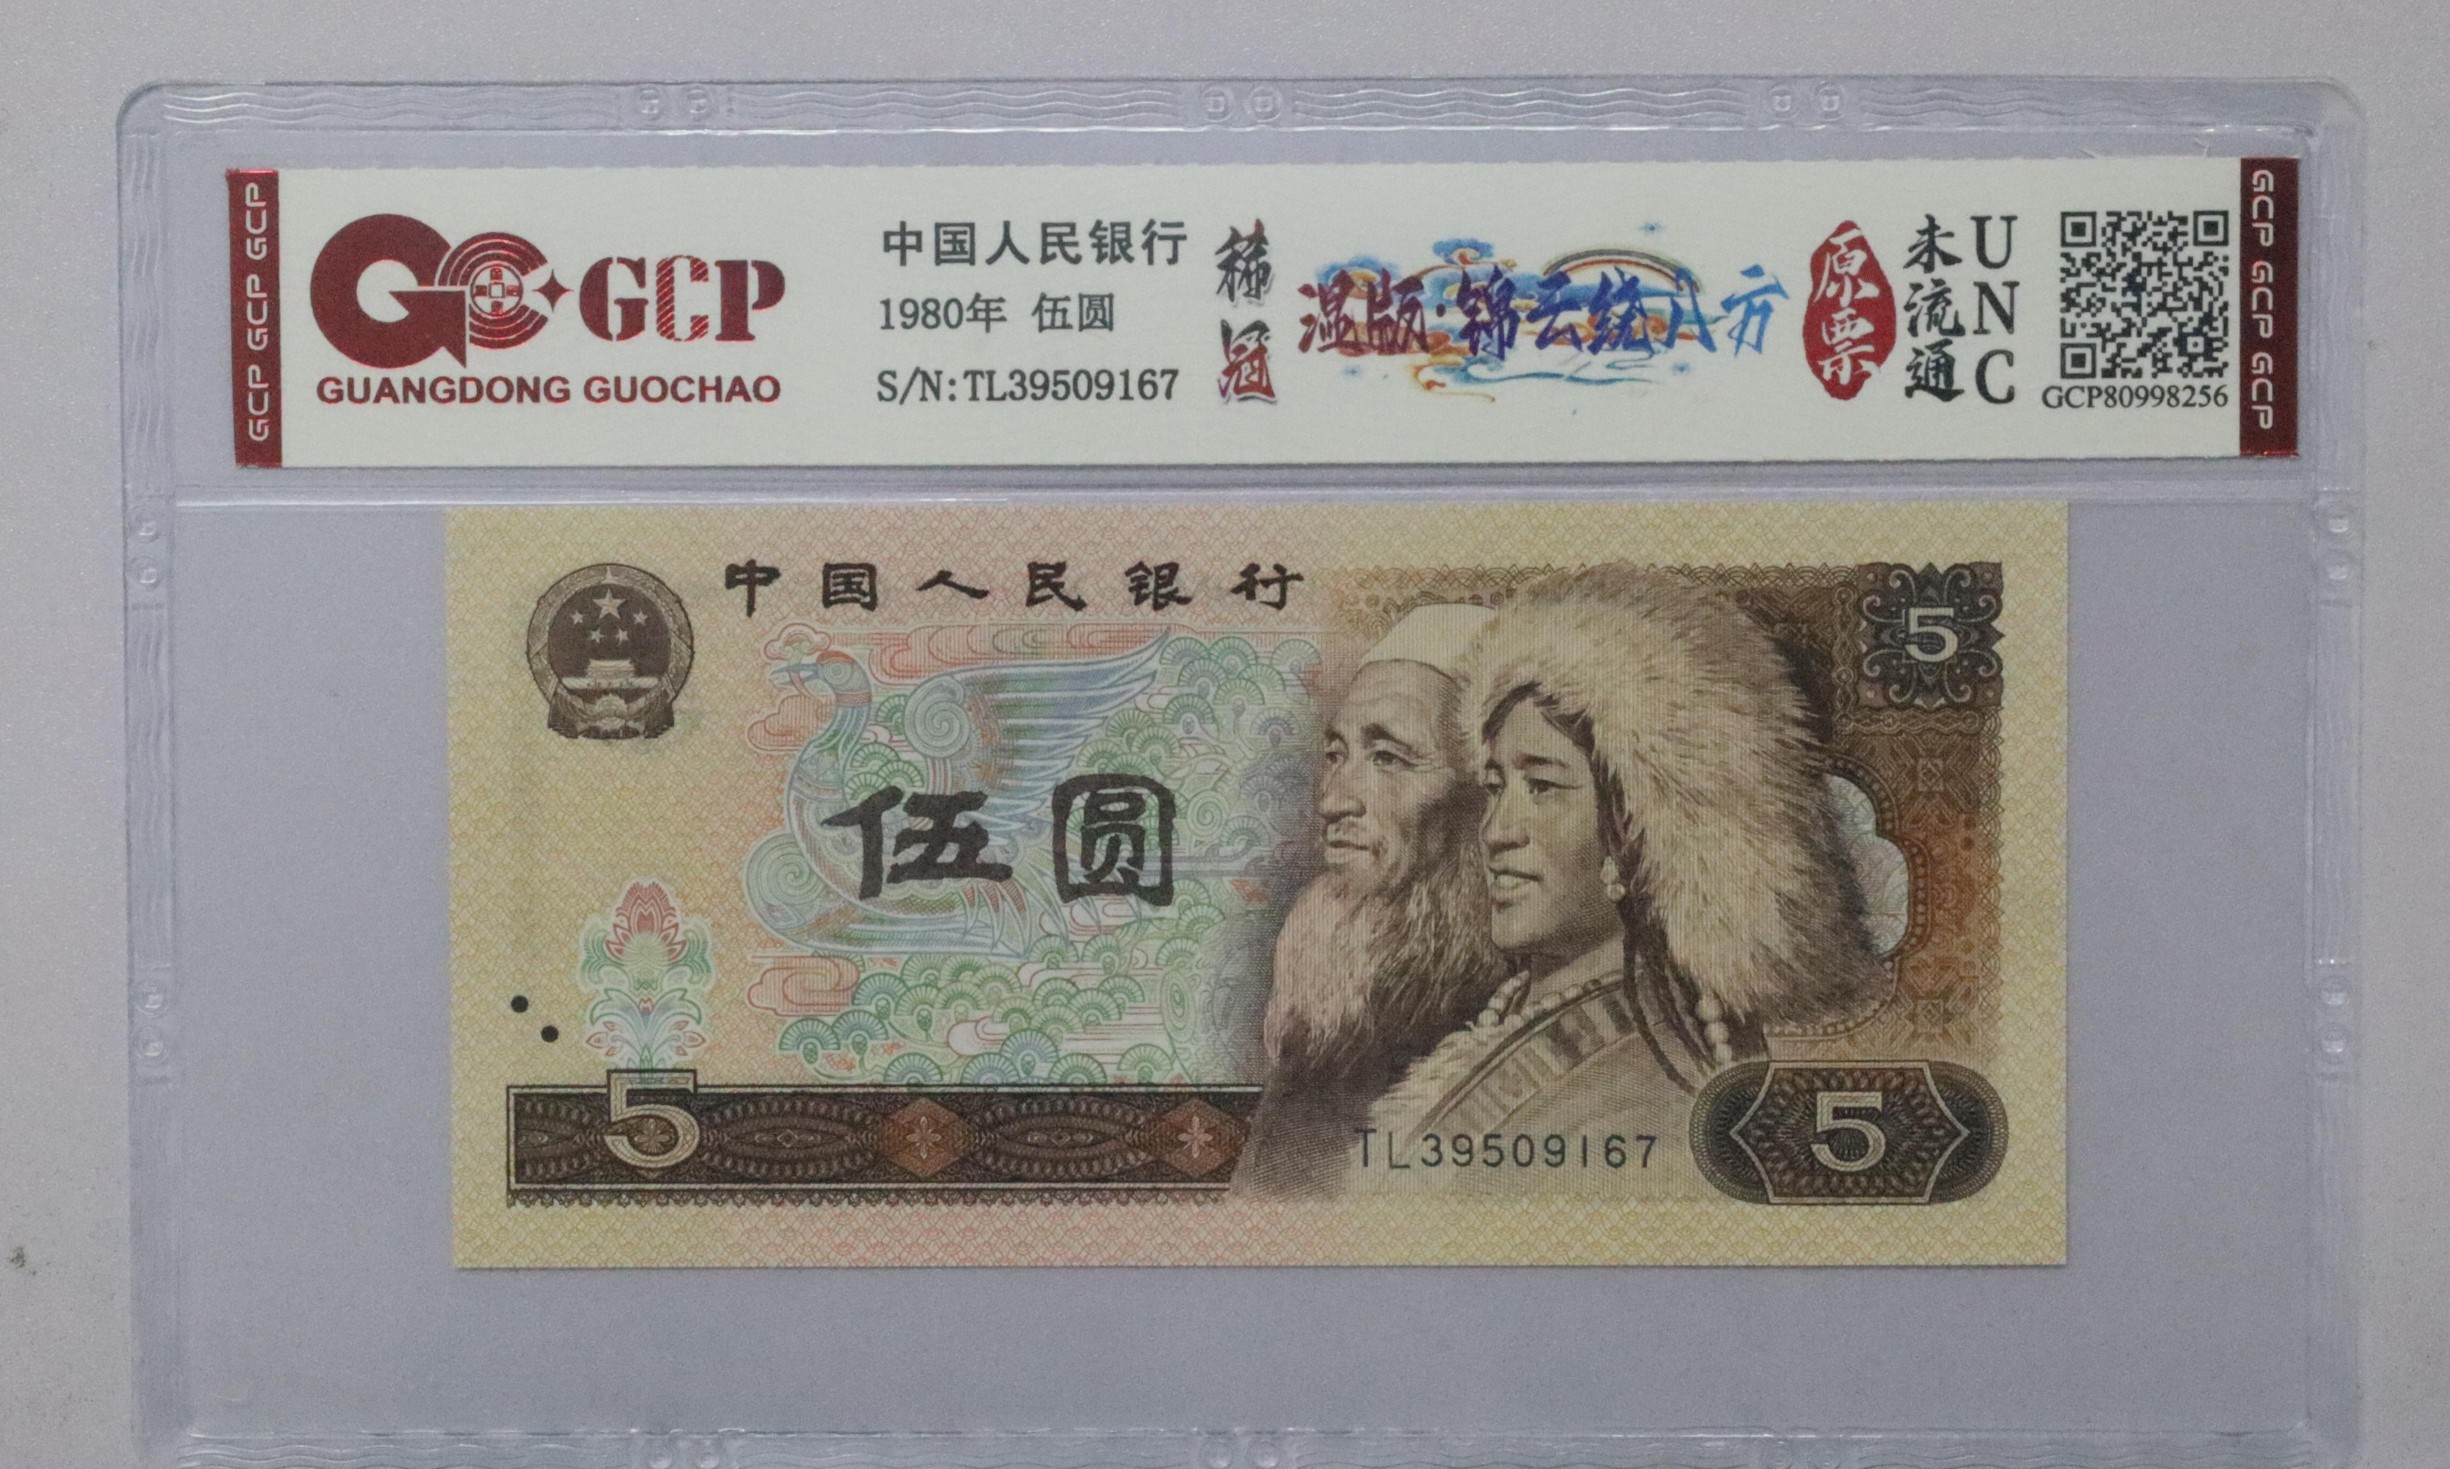 GCP GCP GCP
GCP
GUANGDONG GUOCHAO
中国人民银行
1980年 伍圆
S/N:TL39509167
稀冠
温版·锦云绕八方
原票
未流通
UNC
GCP80998256
GCP GCP GCP
中国人民银行
5
伍圆
5
TL39509167
5